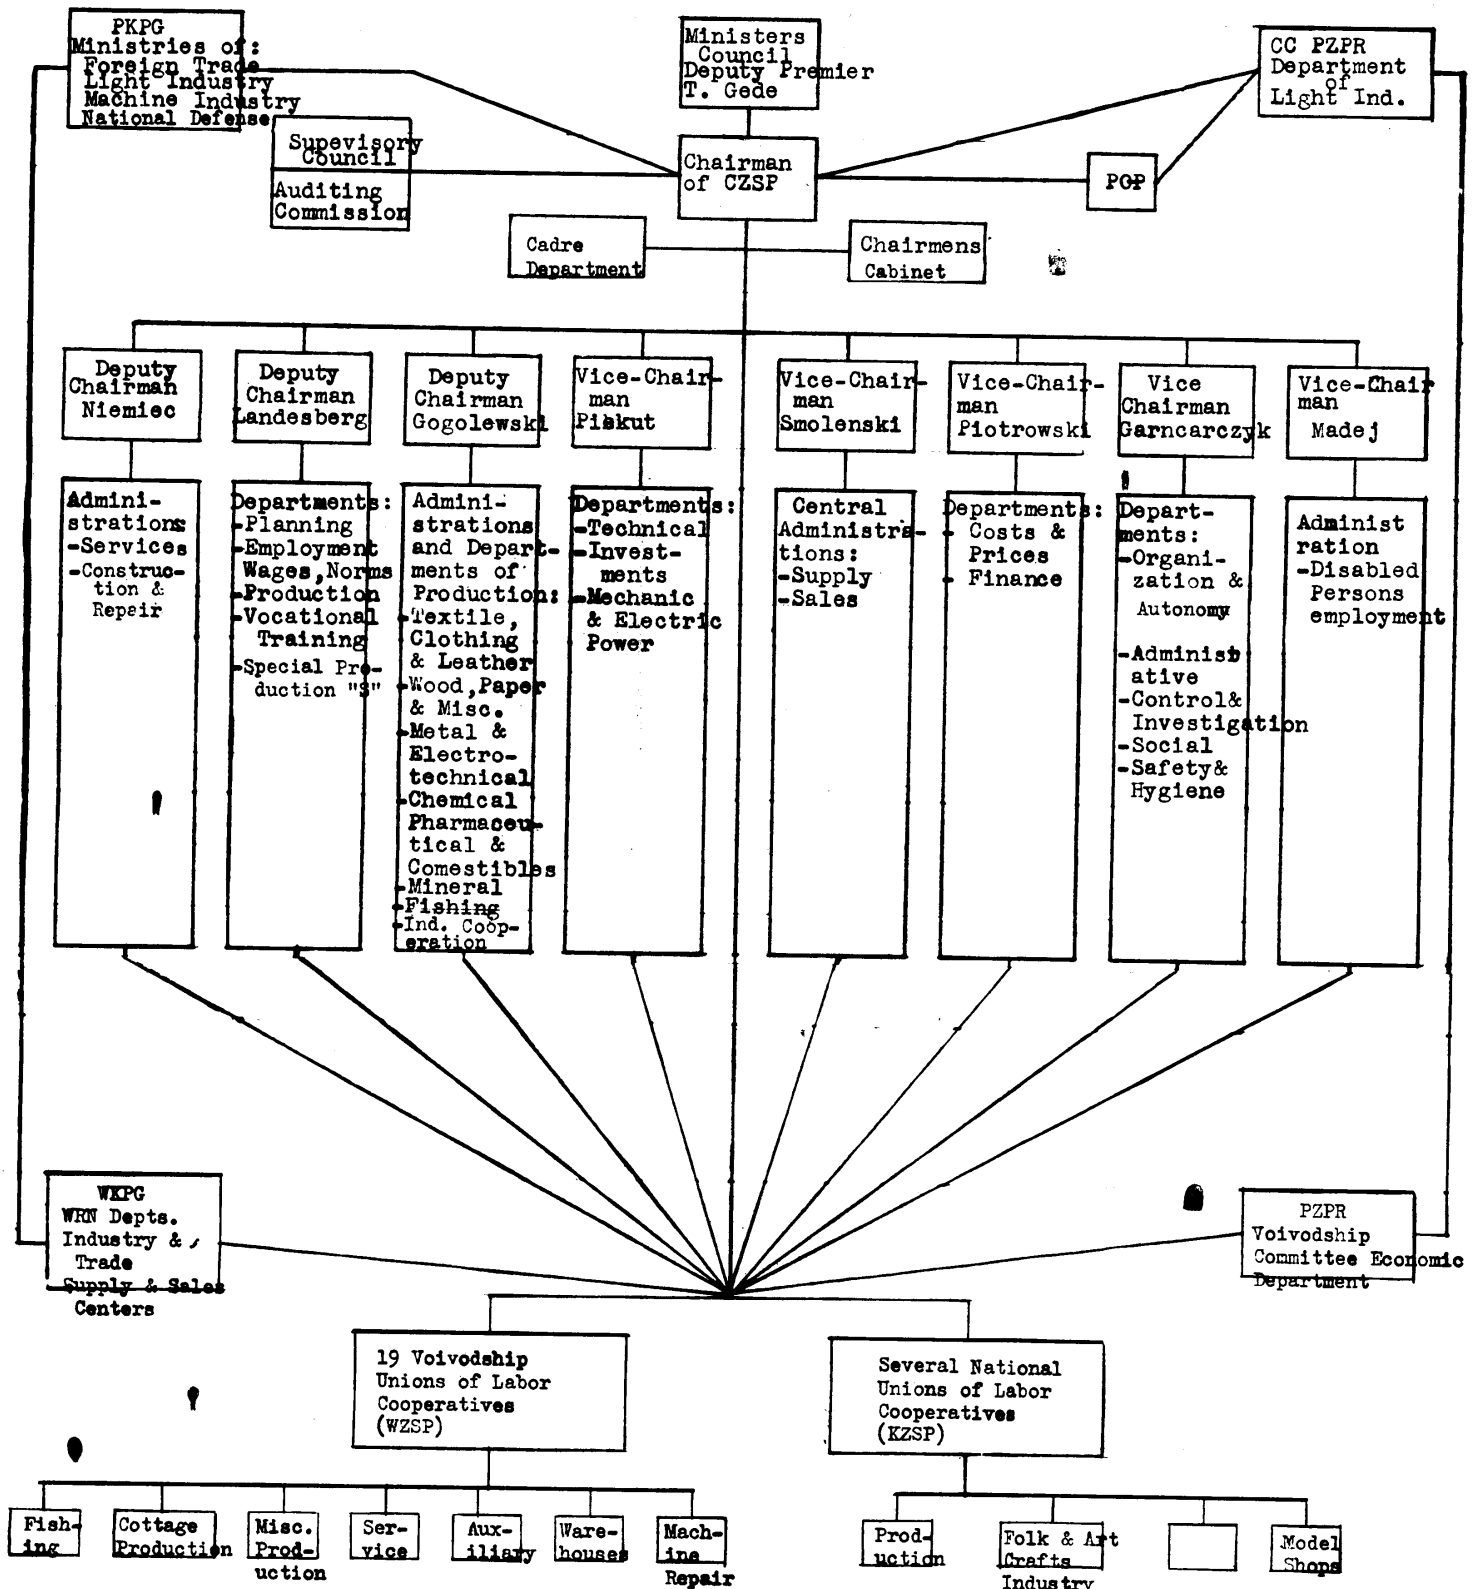 PKPG
Ministries of:
Foreign Trade
Light Industry
Machine Industry
National Defense
Ministers
Council
Deputy Premier
T. Gede
CC PZPR
Department
of
Light Ind.
Supevisory
Council
Auditing
Commission
Chairman
of CZSP
POP
Cadre
Department
Chairmens
Cabinet
Deputy
Chairman
Niemiec
Deputy
Chairman
Landesberg
Deputy
Chairman
Gogolewski
Vice-Chair-
man
Piskut
Vice-Chair-
man
Smolenski
Vice-Chair-
man
Piotrowski
Vice
Chairman
Garncarczyk
Vice-Chair
man
Madej
Admini-
strations
-Services
-Construc-
tion &
Repair
Departments:
-Planning
-Employment
Wages,Norms
-Production
-Vocational
Training
-Special Pro-
duction "S"
Admini-
strations
and Depart-
ments of
Production:
-Textile,
Clothing
& Leather
-Wood,Paper
& Misc.
-Metal &
Electro-
technical
-Chemical
Pharmaceu-
tical &
Comestibles
-Mineral
-Fishing
-Ind. Coop-
eration
Departments:
-Technical
-Invest-
ments
-Mechanic
& Electric
Power
Central
Administra-
tions:
-Supply
-Sales
Departments:
- Costs &
Prices
- Finance
Depart-
ments:
-Organi-
zation &
Autonomy
-Administ
ative
-Control&
Investigation
-Social
-Safety&
Hygiene
Administ
ration
-Disabled
Persons
employment
WKPG
WRN Depts.
Industry &
Trade
Supply & Sales
Centers
PZPR
Voivodship
Committee Economic
Department
19 Voivodship
Unions of Labor
Cooperatives
(WZSP)
Several National
Unions of Labor
Cooperatives
(KZSP)
Fish-
ing
Cottage
Production
Misc.
Prod-
uction
Ser-
vice
Aux-
iliary
Ware-
houses
Mach-
ine
Repair
Prod-
uction
Folk & Art
Crafts
Industry
Model
Shops